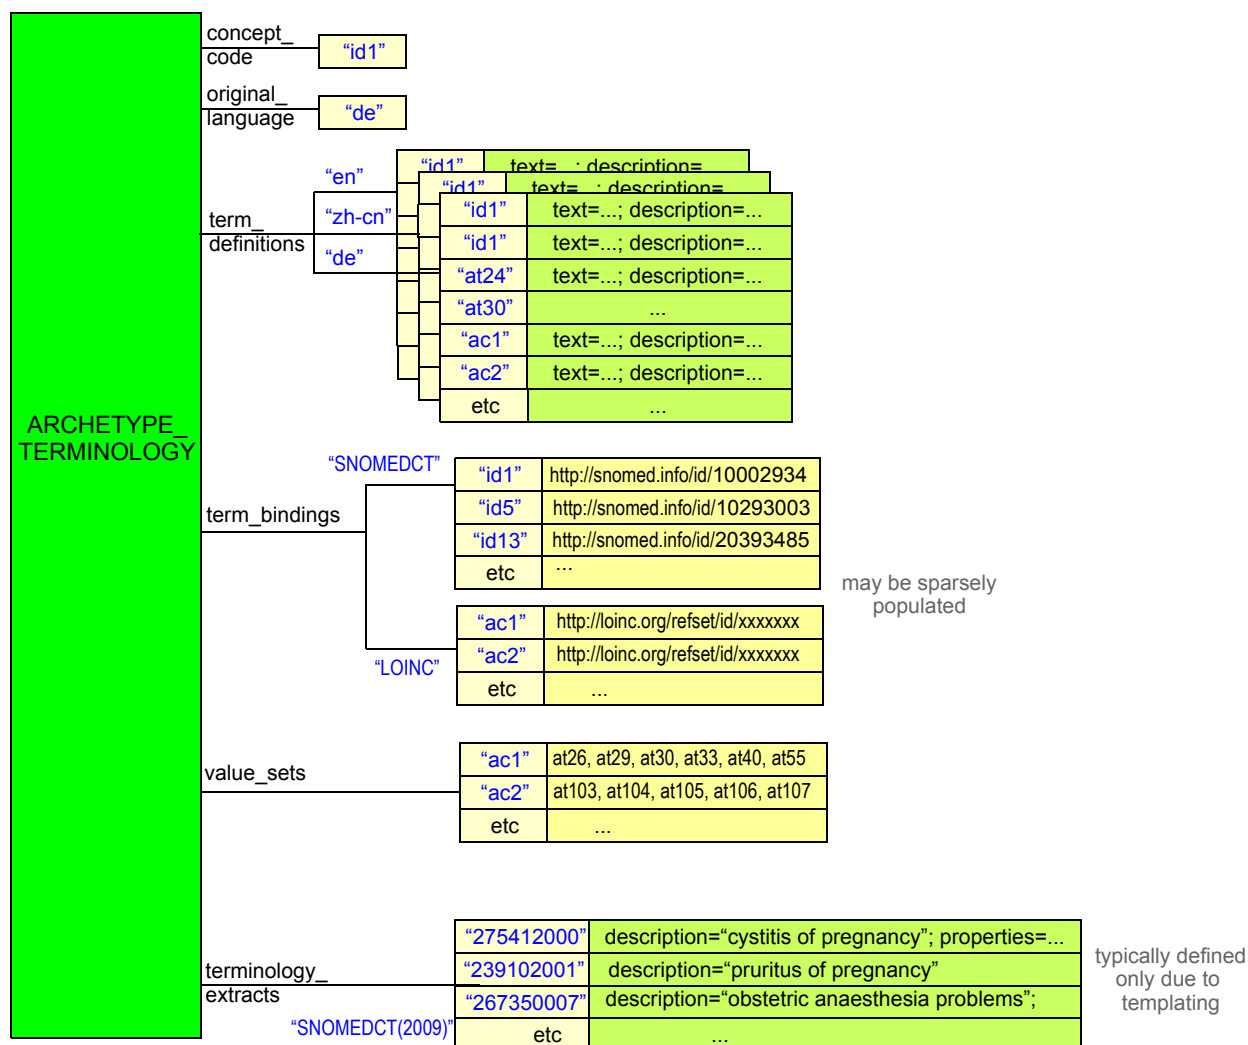 concept_
code
“id1”
original_
language
“de”
“en”
“id1” text=...; description=
“id1” text=...; description=
“zh-cn”
“de”
term_
definitions
“id1” text=...; description=...
“id1” text=...; description=...
“at24” text=...; description=...
“at30” ...
“ac1” text=...; description=...
“ac2” text=...; description=...
etc ...
ARCHETYPE_
TERMINOLOGY
term_bindings
“SNOMEDCT”
“id1” http://snomed.info/id/10002934
“id5” http://snomed.info/id/10293003
“id13” http://snomed.info/id/20393485
etc ...
may be sparsely
populated
“LOINC”
“ac1” http://loinc.org/refset/id/xxxxxxx
“ac2” http://loinc.org/refset/id/xxxxxxx
etc ...
value_sets
“ac1” at26, at29, at30, at33, at40, at55
“ac2” at103, at104, at105, at106, at107
etc ...
terminology_
extracts
“SNOMEDCT(2009)”
“275412000” description=“cystitis of pregnancy”; properties=...
“239102001” description=“pruritus of pregnancy”
“267350007” description=“obstetric anaesthesia problems”;
etc ...
typically defined
only due to
templating